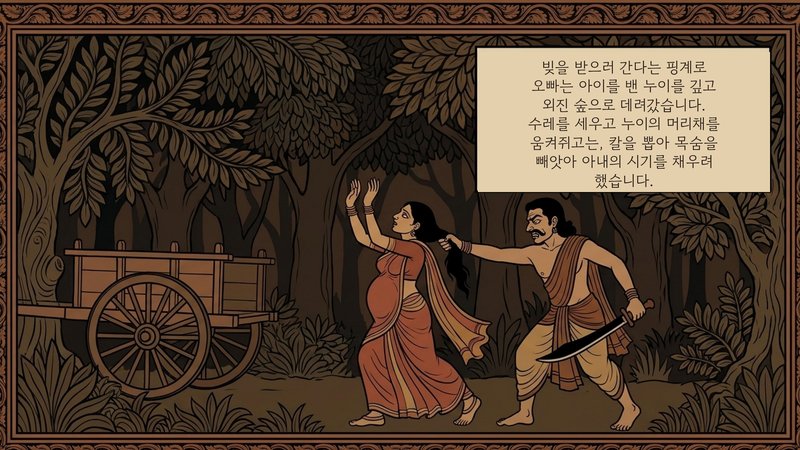 빚을 받으러 간다는 핑계로
오빠는 아이를 밴 누이를 깊고
외진 숲으로 데려갔습니다.
수레를 세우고 누이의 머리채를
움켜쥐고는, 칼을 뽑아 목숨을
빼앗아 아내의 시기를 채우려
했습니다.